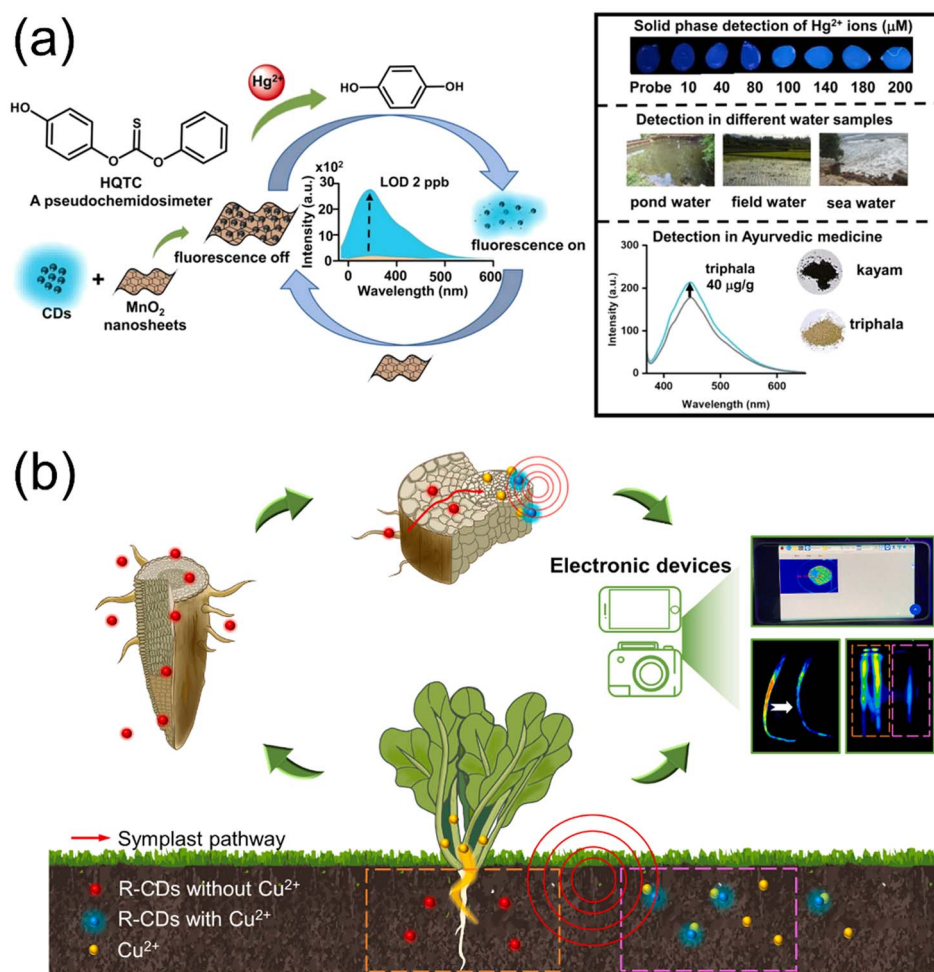 (a)
Hg2+
HO
OH
HO
S
O
O
HQTC
A pseudochemidosimeter
fluorescence off
CDs
+
MnO2
nanosheets
x10²
30
20
10
0
Intensity (a.u.)
LOD 2 ppb
0
200
400
600
Wavelength (nm)
fluorescence on
Solid phase detection of Hg2+ ions (μM)
Probe 10 40 80 100 140 180 200
Detection in different water samples
pond water field water sea water
Detection in Ayurvedic medicine
300
200
100
0
Intensity (a.u.)
triphala
40 μg/g
400 500 600
Wavelength (nm)
kayam
triphala
(b)
Electronic devices
Symplast pathway
R-CDs without Cu2+
R-CDs with Cu2+
Cu2+